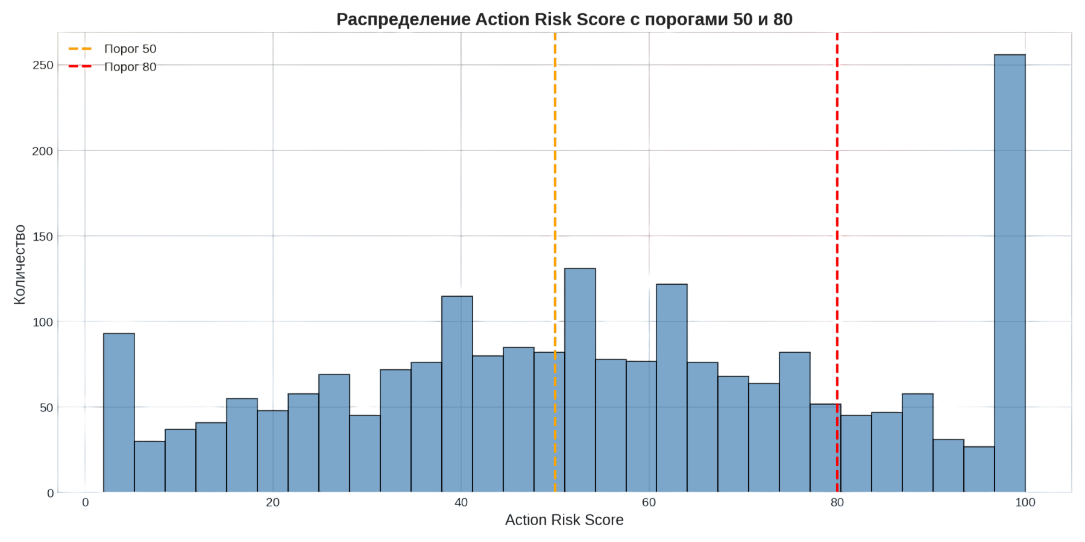 Распределение Action Risk Score с порогами 50 и 80
Порог 50
Порог 80
250
200
150
100
50
0
Количество
0 20 40 60 80 100
Action Risk Score